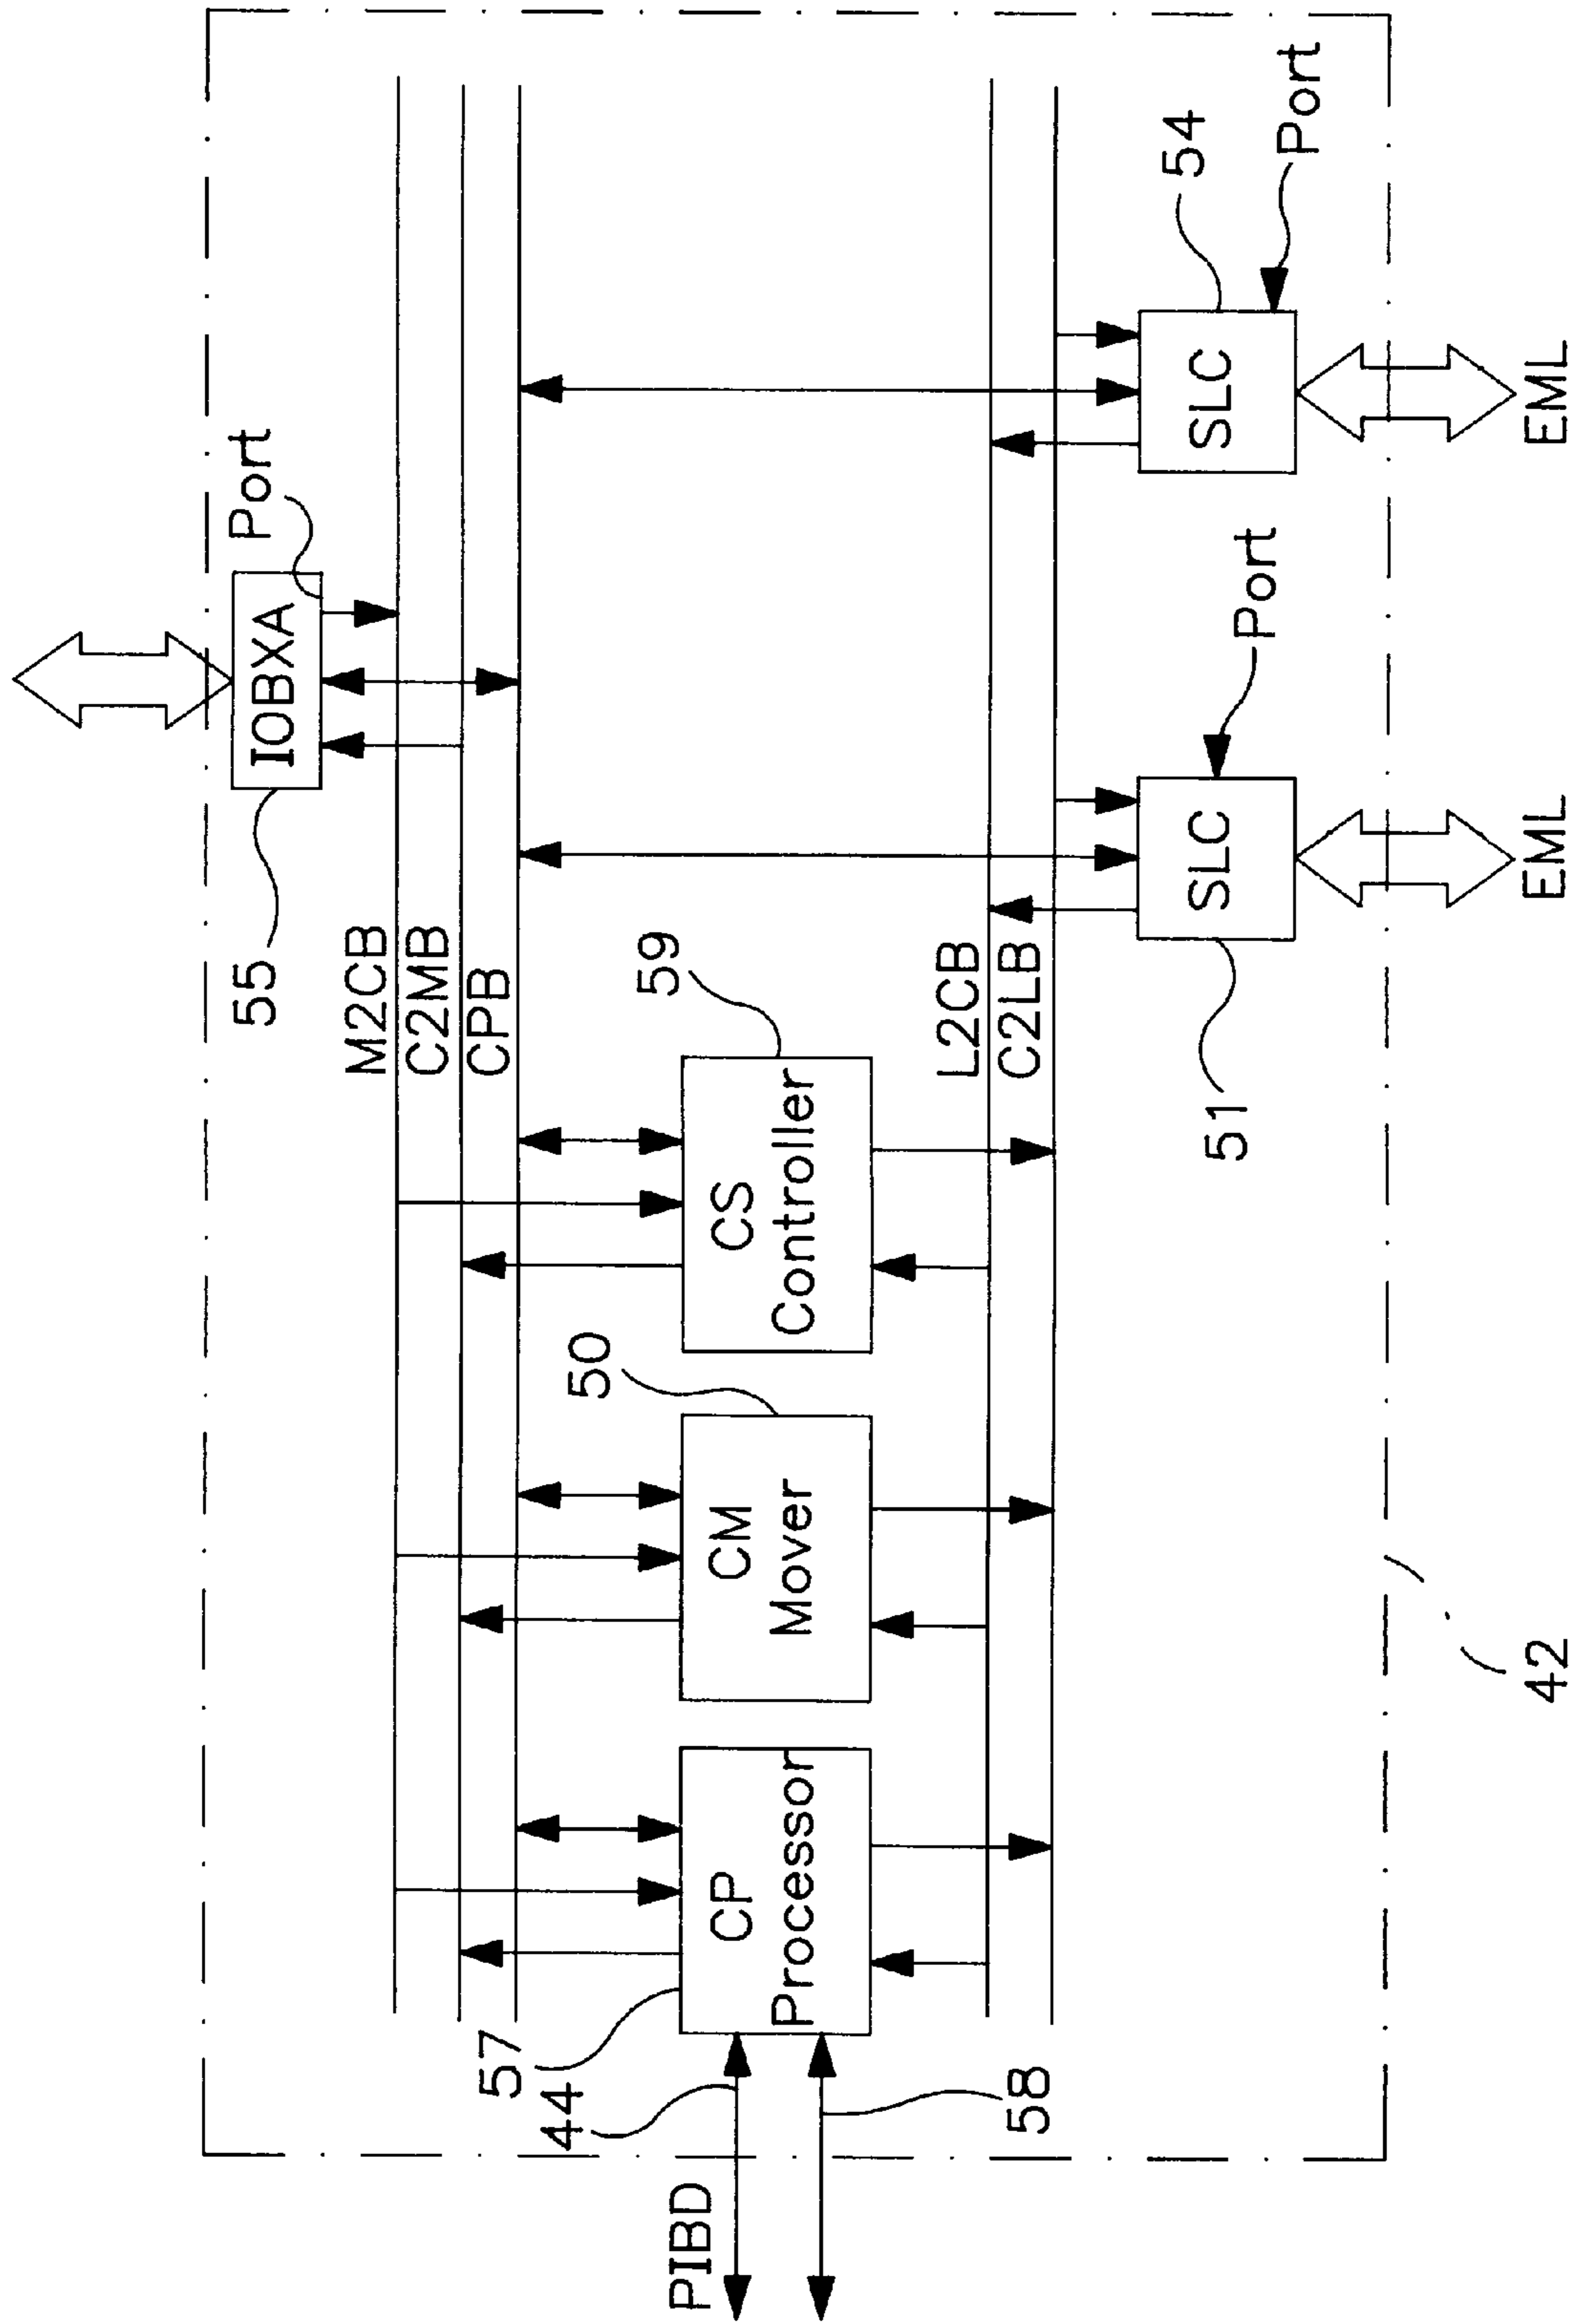 Port
IOBXA
55
M2CB
C2MB
CPB
59
CS
Controller
50
CM
Mover
57
CP
Processor
44
PIBD
58
L2CB
C2LB
54
Port
SLC
EML
Port
SLC
51
EML
42